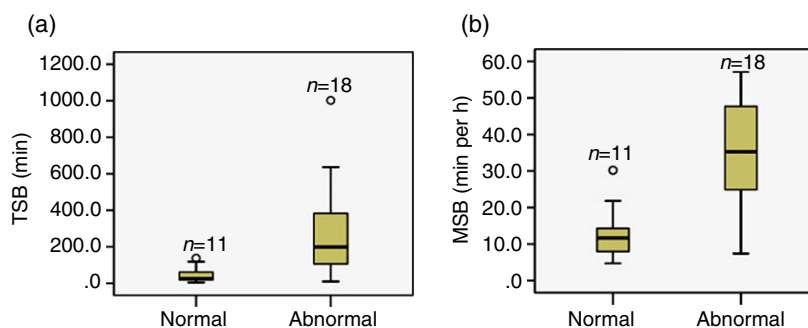 (a)
TSB (min)
1200.0
1000.0
800.0
600.0
400.0
200.0
.0
n=11
n=18
Normal
Abnormal
(b)
MSB (min per h)
60.0
50.0
40.0
30.0
20.0
10.0
.0
n=11
n=18
Normal
Abnormal